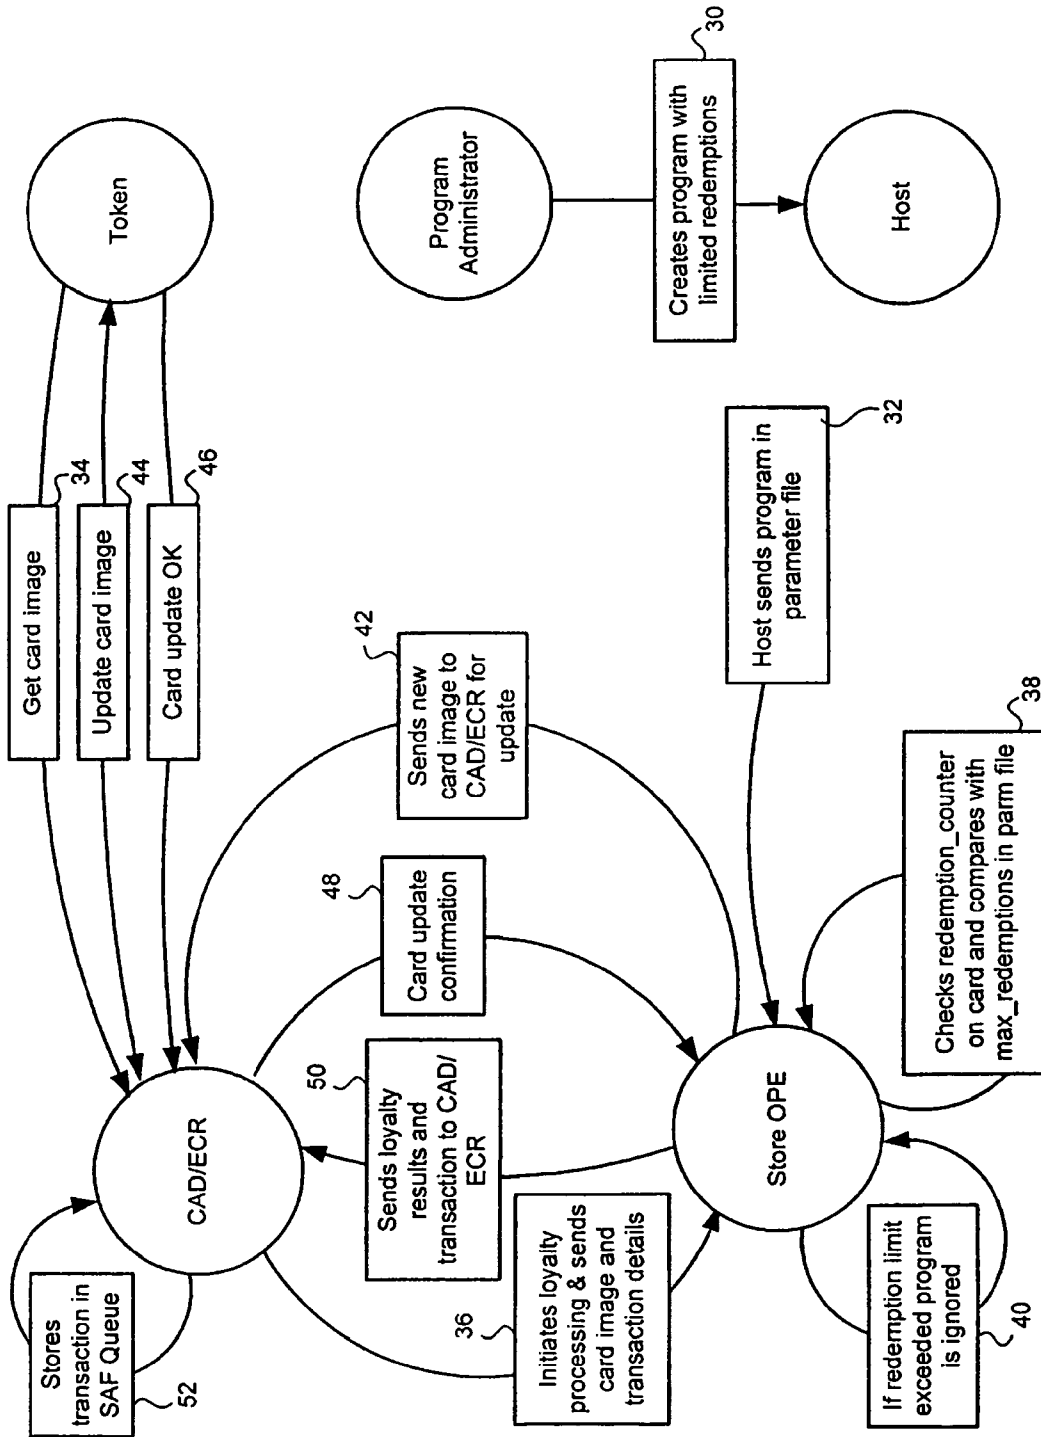 Token
Get card image
34
Update card image
44
Card update OK
46
Program
Administrator
Creates program with
limited redemptions
30
Host
Host sends program in
parameter file
32
CAD/ECR
Stores
transaction in
SAF Queue
52
Sends new
card image to
CAD/ECR for
update
42
Card update
confirmation
48
Sends loyalty
results and
transaction to CAD/
ECR
50
Initiates loyalty
processing & sends
card image and
transaction details
36
Store OPE
Checks redemption_counter
on card and compares with
max_redemptions in parm file
38
If redemption limit
exceeded program
is ignored
40